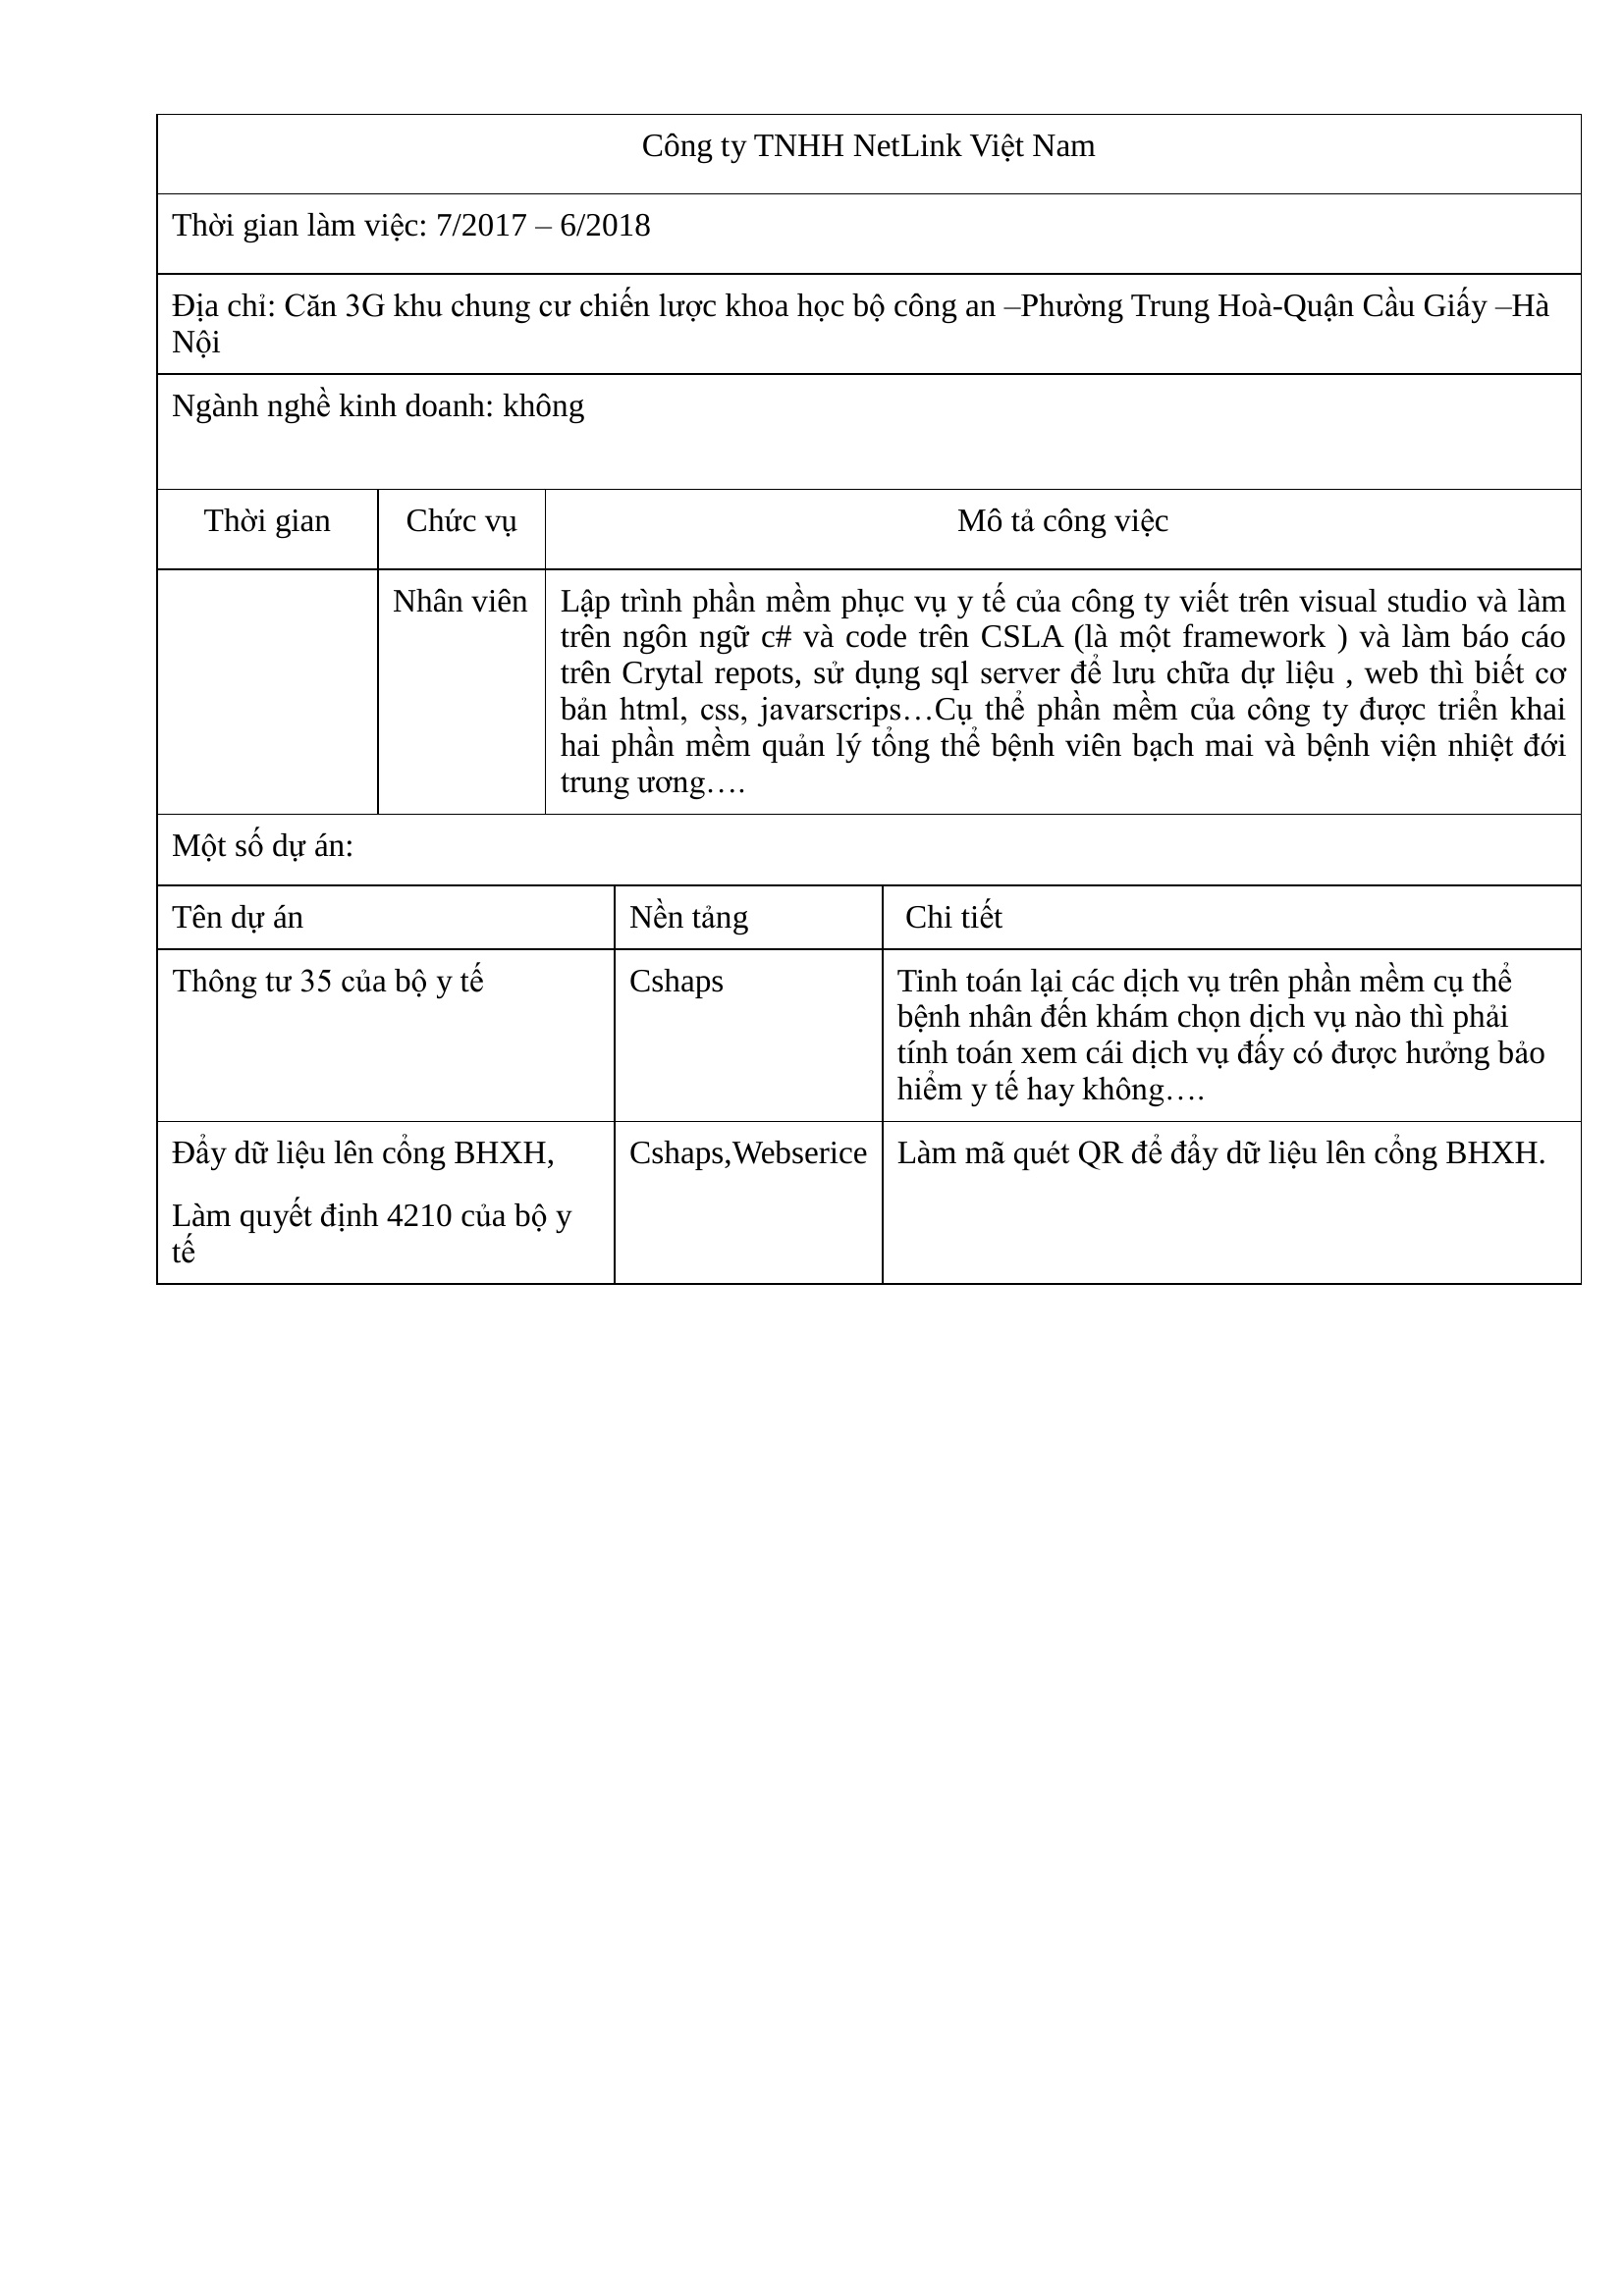 Công ty TNHH NetLink Việt Nam
Thời gian làm việc: 7/2017 – 6/2018
Địa chỉ: Căn 3G khu chung cư chiến lược khoa học bộ công an –Phường Trung Hoà-Quận Cầu Giấy –Hà
Nội
Ngành nghề kinh doanh: không
Thời gian Chức vụ Mô tả công việc
Nhân viên
Lập trình phần mềm phục vụ y tế của công ty viết trên visual studio và làm
trên ngôn ngữ c# và code trên CSLA (là một framework ) và làm báo cáo
trên Crytal repots, sử dụng sql server để lưu chữa dự liệu , web thì biết cơ
bản html, css, javarscrips…Cụ thể phần mềm của công ty được triển khai
hai phần mềm quản lý tổng thể bệnh viên bạch mai và bệnh viện nhiệt đới
trung ương….
Một số dự án:
Tên dự án Nền tảng Chi tiết
Thông tư 35 của bộ y tế
Cshaps
Tinh toán lại các dịch vụ trên phần mềm cụ thể
bệnh nhân đến khám chọn dịch vụ nào thì phải
tính toán xem cái dịch vụ đấy có được hưởng bảo
hiểm y tế hay không….
Đẩy dữ liệu lên cổng BHXH,
Làm quyết định 4210 của bộ y
tế
Cshaps,Webserice
Làm mã quét QR để đẩy dữ liệu lên cổng BHXH.